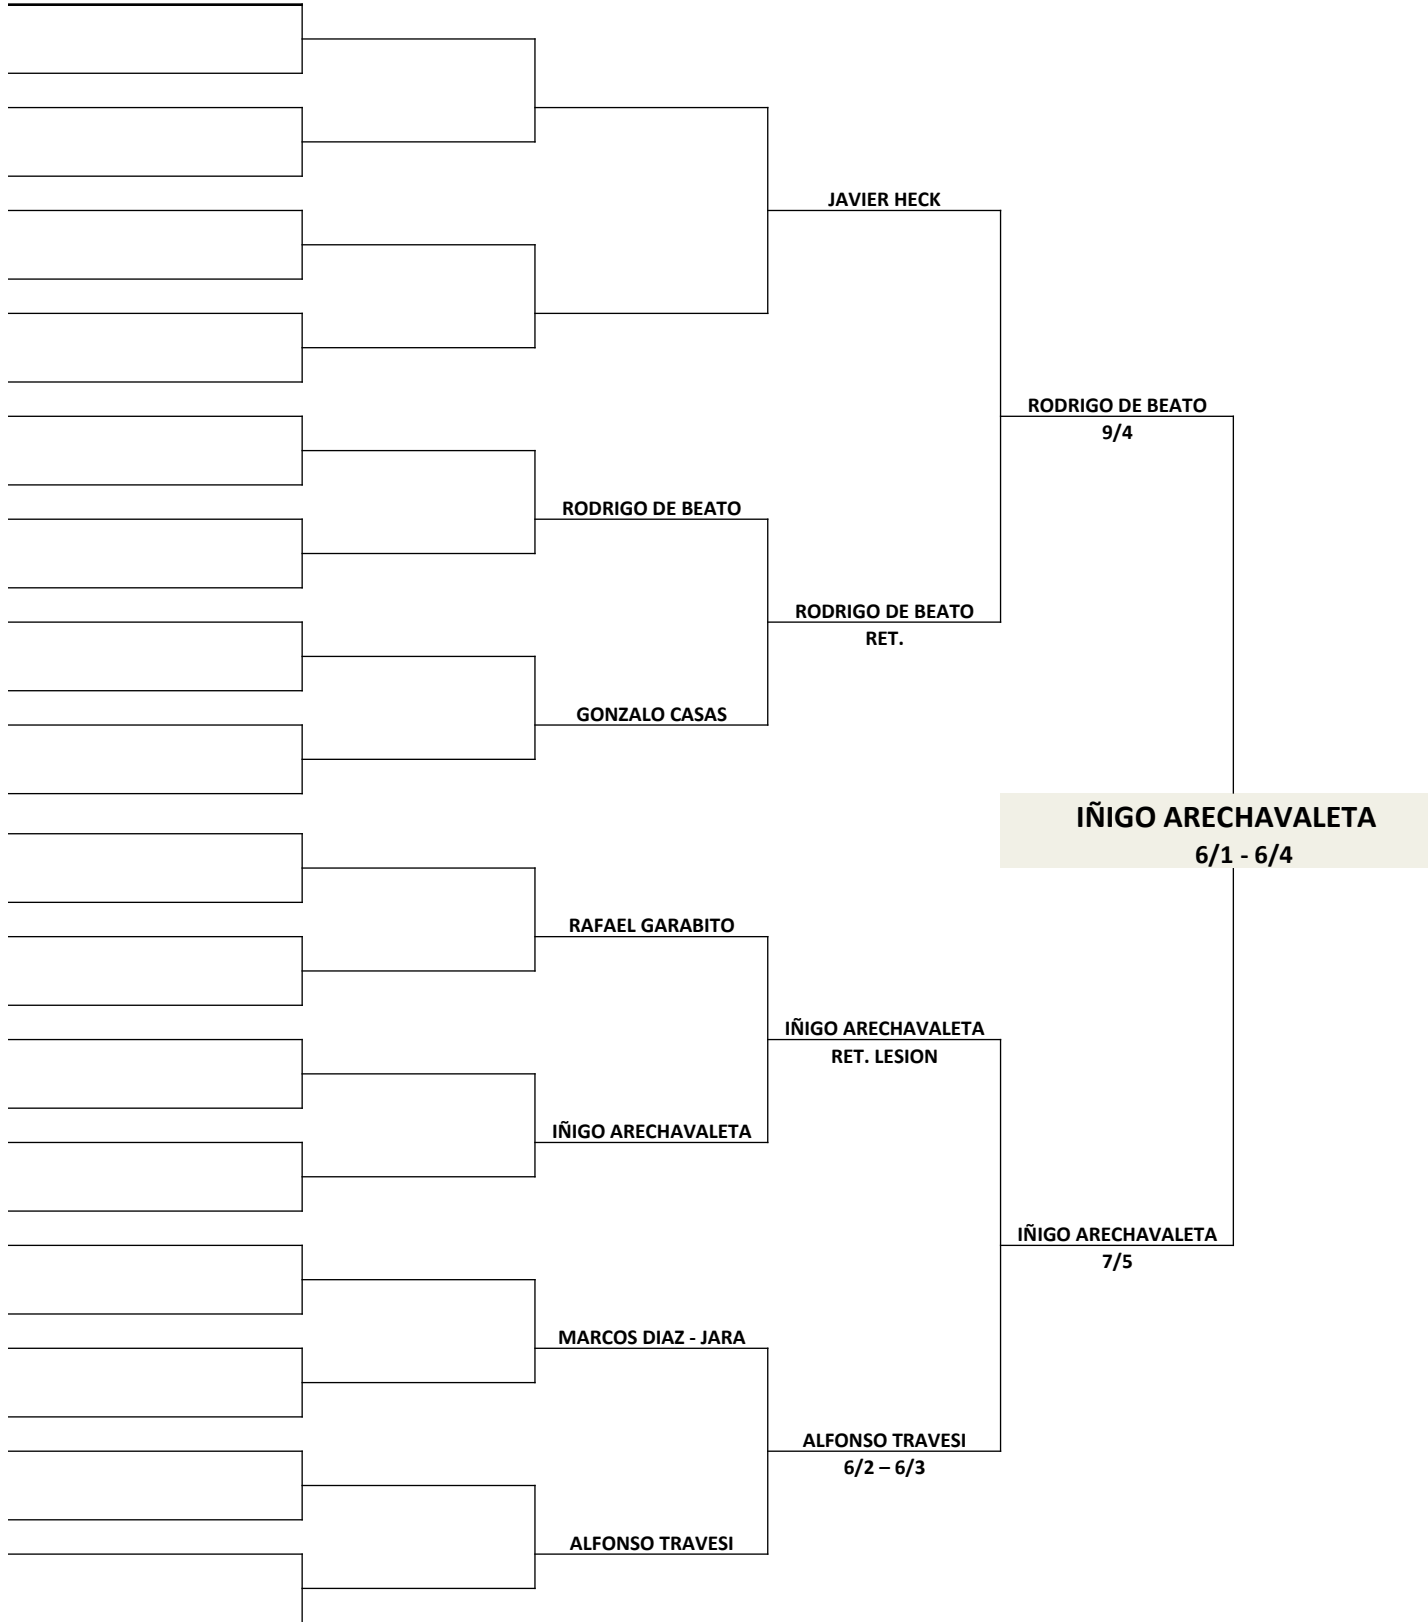 JAVIER HECK
RODRIGO DE BEATO
9/4
RODRIGO DE BEATO
RODRIGO DE BEATO
RET.
GONZALO CASAS
IÑIGO ARECHAVALETA
6/1 - 6/4
RAFAEL GARABITO
IÑIGO ARECHAVALETA
RET. LESION
IÑIGO ARECHAVALETA
IÑIGO ARECHAVALETA
7/5
MARCOS DIAZ - JARA
ALFONSO TRAVESI
6/2 – 6/3
ALFONSO TRAVESI